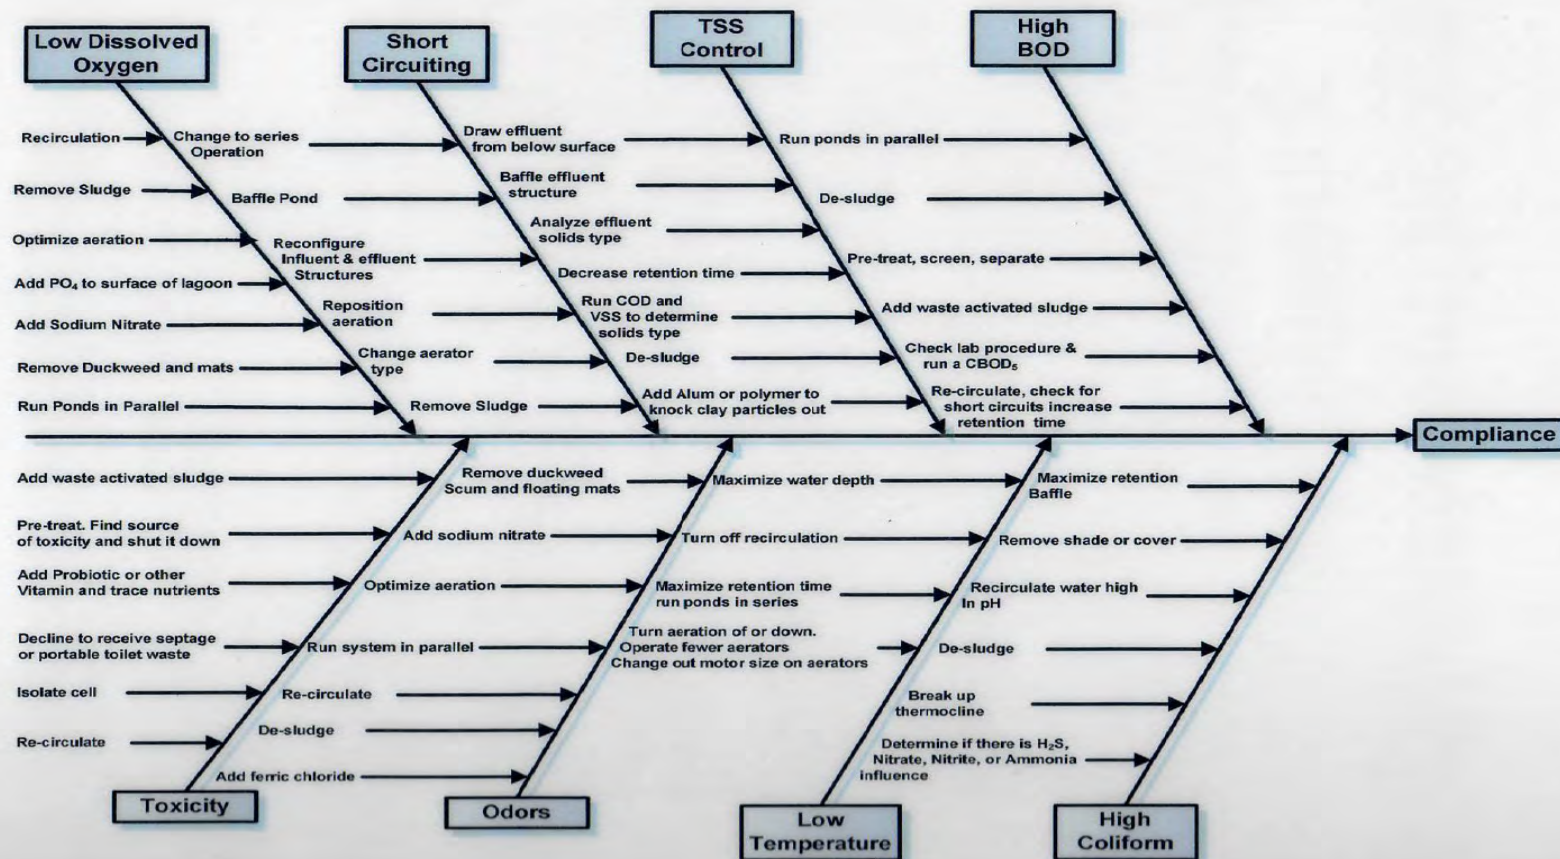 Low Dissolved
Oxygen
Recirculation
Remove Sludge
Optimize aeration
Add PO₄ to surface of lagoon
Add Sodium Nitrate
Remove Duckweed and mats
Run Ponds in Parallel
Short
Circuiting
Change to series
Operation
Baffle Pond
Reconfigure
Influent & effluent
Structures
Reposition
aeration
Change aerator
type
Remove Sludge
TSS
Control
Draw effluent
from below surface
Baffle effluent
structure
Analyze effluent
solids type
Decrease retention time
Run COD and
VSS to determine
solids type
De-sludge
Add Alum or polymer to
knock clay particles out
High
BOD
Run ponds in parallel
De-sludge
Pre-treat, screen, separate
Add waste activated sludge
Check lab procedure &
run a CBOD₅
Re-circulate, check for
short circuits increase
retention time
Compliance
Add waste activated sludge
Pre-treat. Find source
of toxicity and shut it down
Add Probiotic or other
Vitamin and trace nutrients
Decline to receive septage
or portable toilet waste
Isolate cell
Re-circulate
Toxicity
Remove duckweed
Scum and floating mats
Add sodium nitrate
Optimize aeration
Run system in parallel
Re-circulate
De-sludge
Add ferric chloride
Odors
Maximize water depth
Turn off recirculation
Maximize retention time
run ponds in series
Turn aeration of or down.
Operate fewer aerators
Change out motor size on aerators
Low
Temperature
Maximize retention
Baffle
Remove shade or cover
Recirculate water high
In pH
De-sludge
Break up
thermocline
Determine if there is H₂S,
Nitrate, Nitrite, or Ammonia
influence
High
Coliform